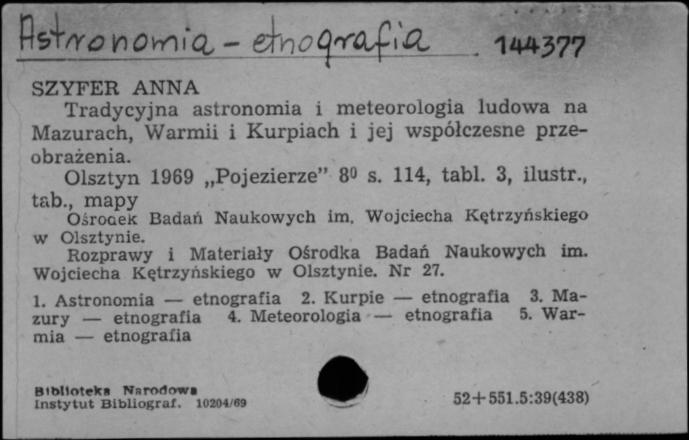 Astronomia - etnografia 144377
SZYFER ANNA
Tradycyjna astronomia i meteorologia ludowa na
Mazurach, Warmii i Kurpiach i jej współczesne prze-
obrażenia.
Olsztyn 1969 „Pojezierze” 8⁰ s. 114, tabl. 3, ilustr.,
tab., mapy
Ośrodek Badań Naukowych im. Wojciecha Kętrzyńskiego
w Olsztynie.
Rozprawy i Materiały Ośrodka Badań Naukowych im.
Wojciecha Kętrzyńskiego w Olsztynie. Nr 27.
1. Astronomia — etnografia 2. Kurpie — etnografia 3. Ma-
zury — etnografia 4. Meteorologia — etnografia 5. War-
mia — etnografia
Biblioteka Narodowa
Instytut Bibliograf. 10204/69
52+551.5:39(438)